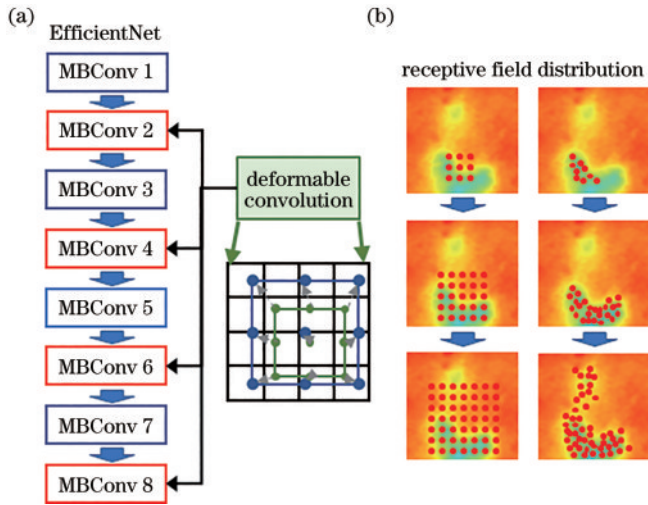 (a)
EfficientNet
MBConv 1
MBConv 2
MBConv 3
MBConv 4
MBConv 5
MBConv 6
MBConv 7
MBConv 8
deformable
convolution
(b)
receptive field distribution